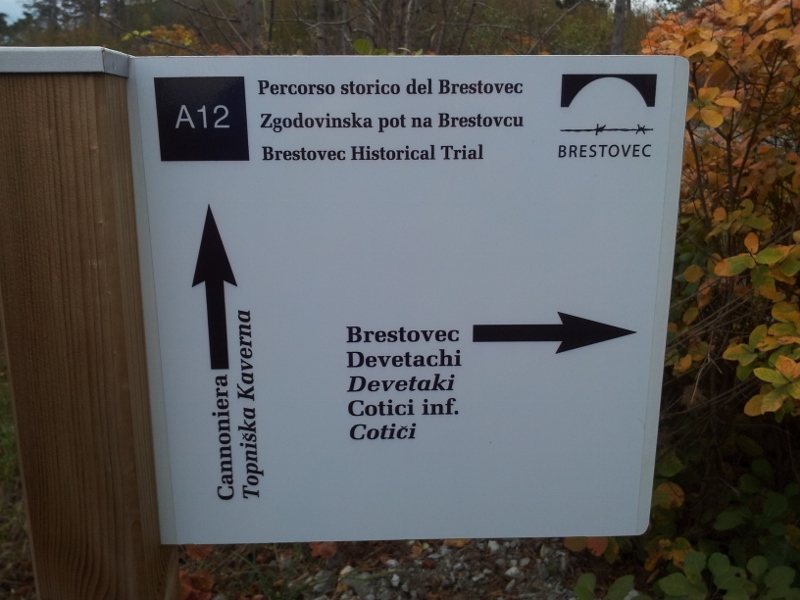 A12
Percorso storico del Brestovec
Zgodovinska pot na Brestovcu
Brestovec Historical Trial
BRESTOVEC
Cannoniera
Topniška Kaverna
Brestovec
Devetachi
Devetaki
Cotici inf.
Cotiči